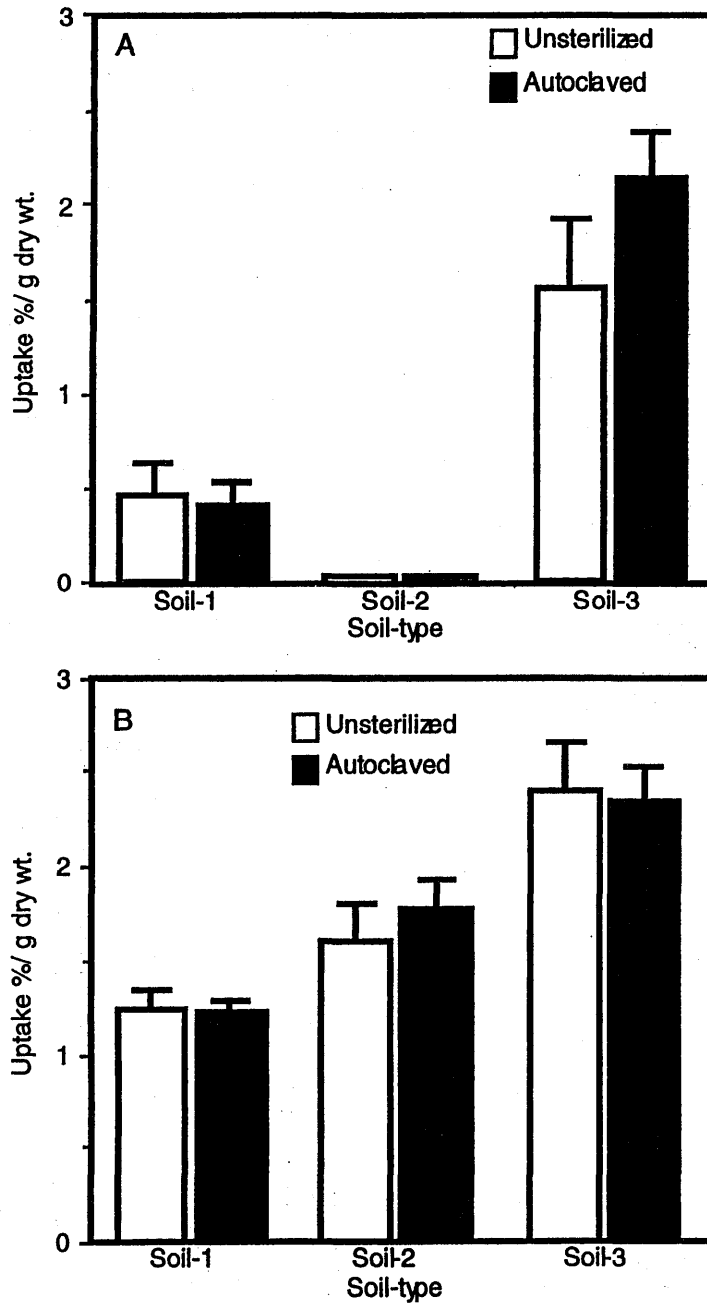 3
A
Unsterilized
Autoclaved
2
Uptake %/ g dry wt.
1
0
Soil-1 Soil-2 Soil-3
Soil-type
3
B
Unsterilized
Autoclaved
2
Uptake %/ g dry wt.
1
0
Soil-1 Soil-2 Soil-3
Soil-type